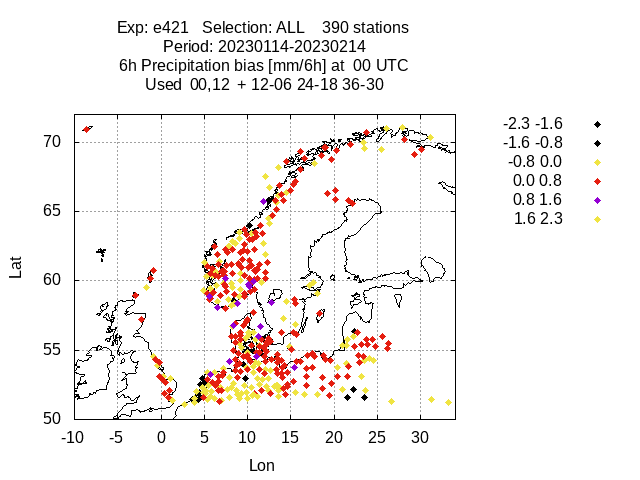 Exp: e421 Selection: ALL 390 stations
Period: 20230114-20230214
6h Precipitation bias [mm/6h] at 00 UTC
Used 00,12 + 12-06 24-18 36-30
-2.3 -1.6
-1.6 -0.8
-0.8 0.0
0.0 0.8
0.8 1.6
1.6 2.3
70
65
60
55
50
Lat
-10 -5 0 5 10 15 20 25 30
Lon